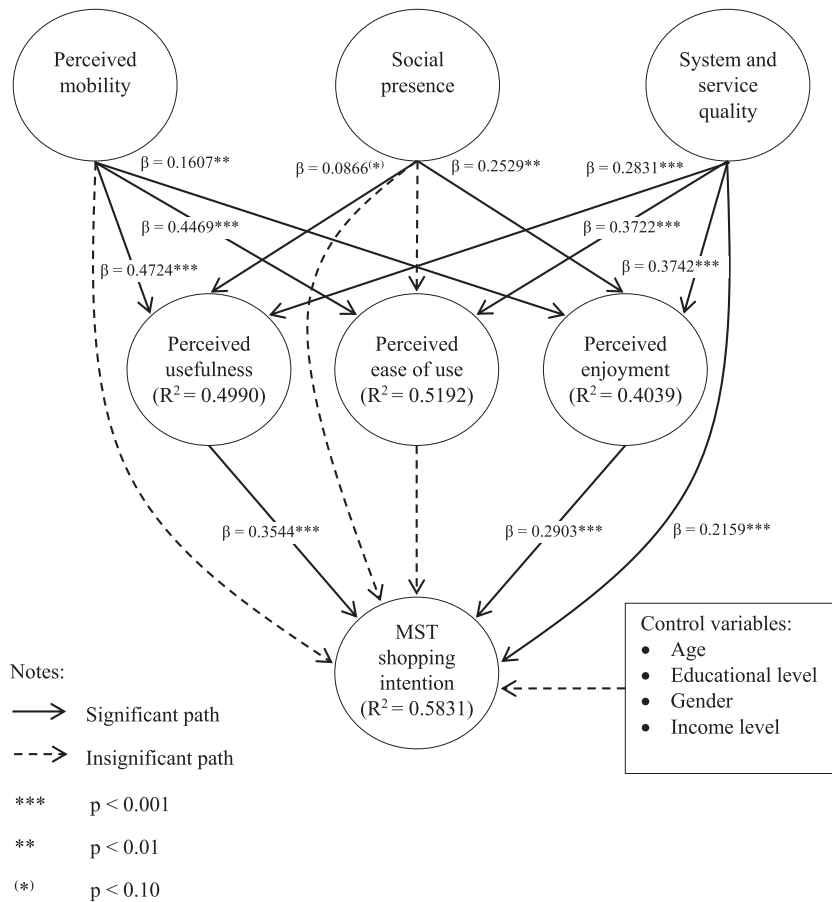 Perceived
mobility
Social
presence
System and
service
quality
β = 0.1607**
β = 0.0866(*)
β = 0.2529**
β = 0.2831***
β = 0.4469***
β = 0.3722***
β = 0.4724***
β = 0.3742***
Perceived
usefulness
(R² = 0.4990)
Perceived
ease of use
(R² = 0.5192)
Perceived
enjoyment
(R² = 0.4039)
β = 0.3544***
β = 0.2903***
β = 0.2159***
MST
shopping
intention
(R² = 0.5831)
Control variables:
• Age
• Educational level
• Gender
• Income level
Notes:
Significant path
Insignificant path
*** p < 0.001
** p < 0.01
(*) p < 0.10